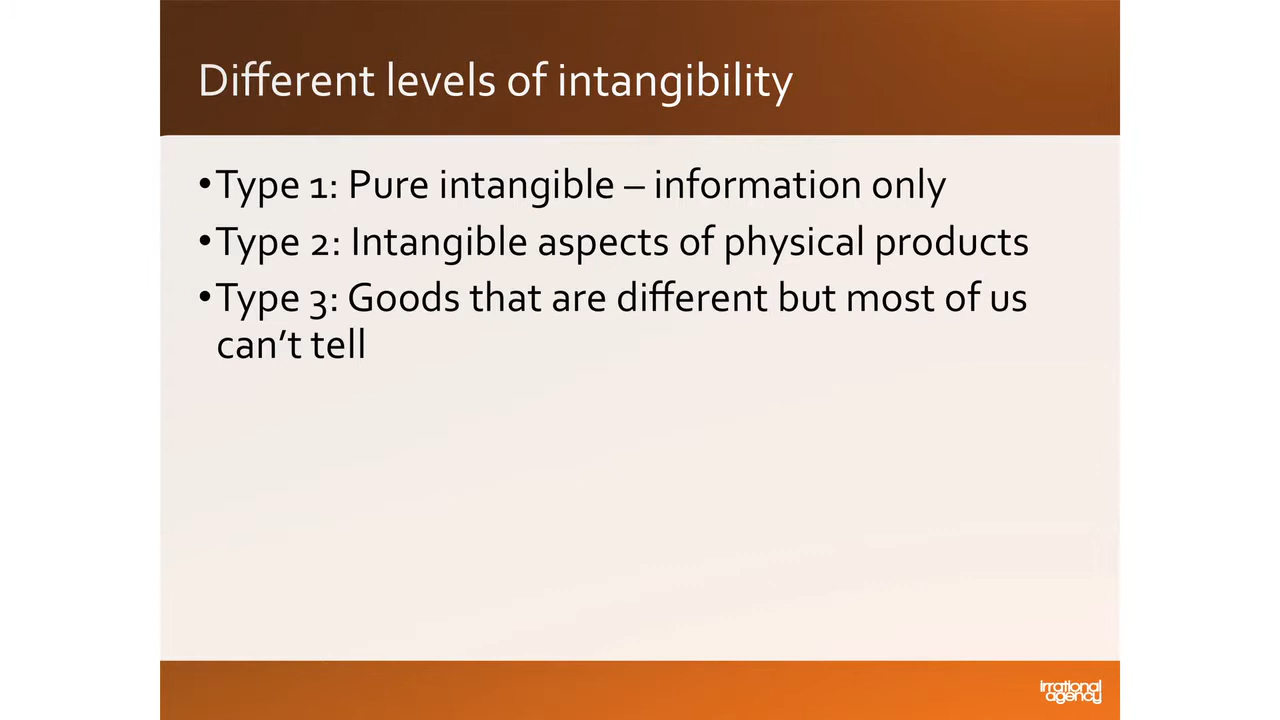 Different levels of intangibility
•Type 1: Pure intangible – information only
•Type 2: Intangible aspects of physical products
•Type 3: Goods that are different but most of us
can’t tell
irrational
agency